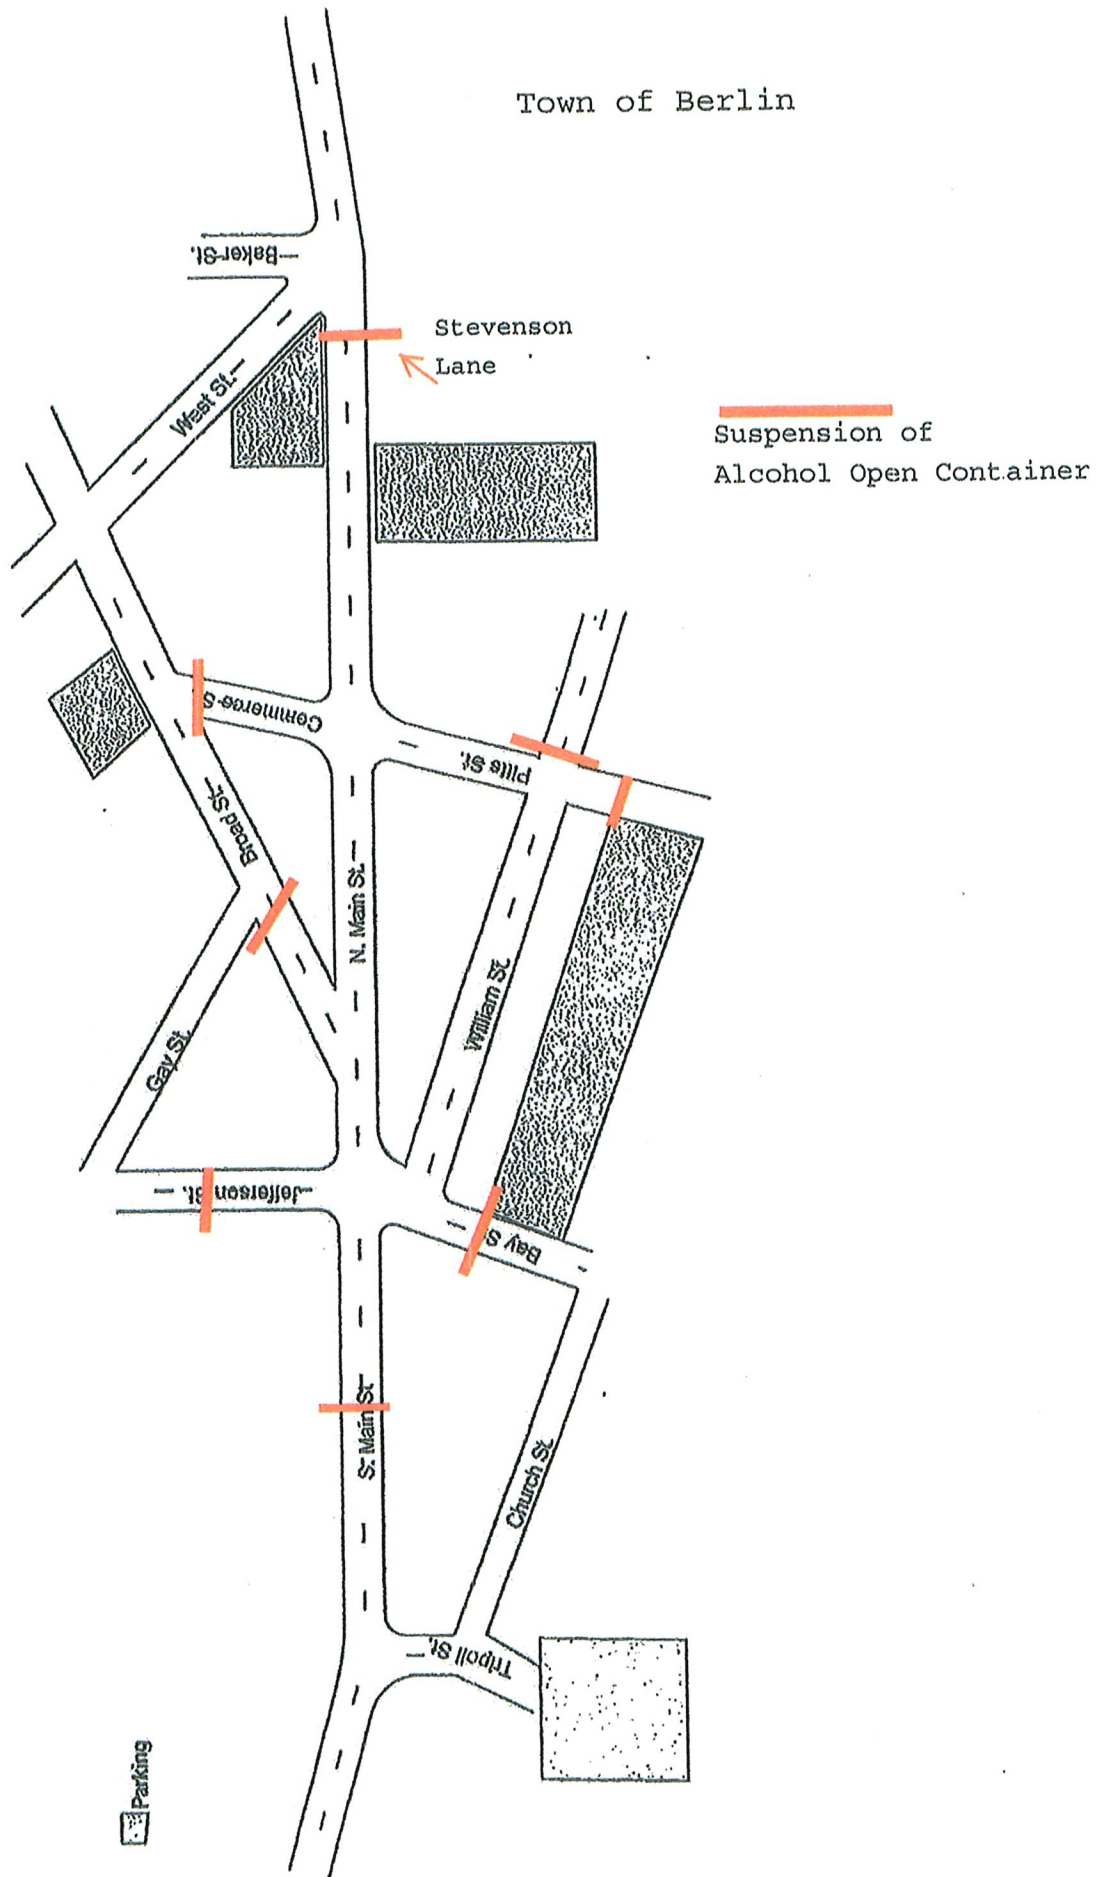 Town of Berlin
Baker St.
Stevenson
Lane
West St.
Suspension of
Alcohol Open Container
Commerce S
Pitts St.
Broad St.
N. Main St.
William St.
Gay St.
Jefferson St.
Bay S
S. Main St
Church St.
Tripoli St.
Parking